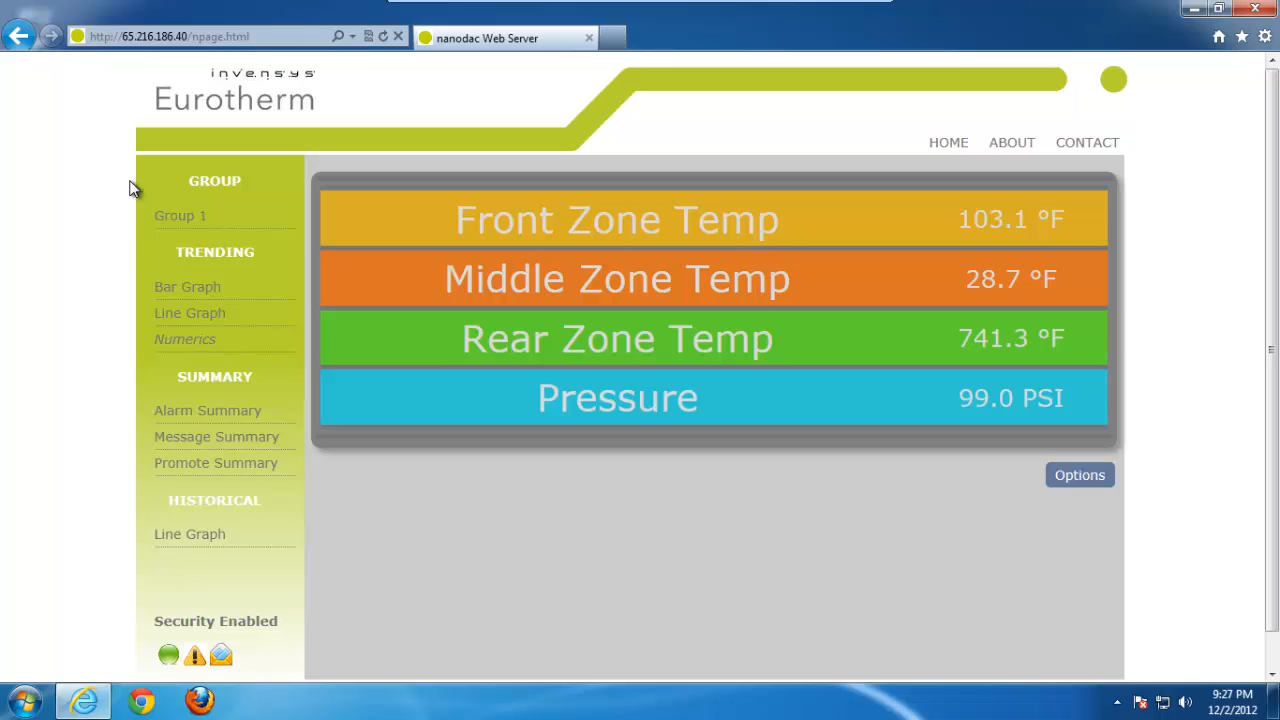 http://65.216.186.40/npage.html
nanodac Web Server
invensys
Eurotherm
HOME ABOUT CONTACT
GROUP
Group 1
TRENDING
Bar Graph
Line Graph
Numerics
SUMMARY
Alarm Summary
Message Summary
Promote Summary
HISTORICAL
Line Graph
Security Enabled
Front Zone Temp 103.1 °F
Middle Zone Temp 28.7 °F
Rear Zone Temp 741.3 °F
Pressure 99.0 PSI
Options
9:27 PM
12/2/2012